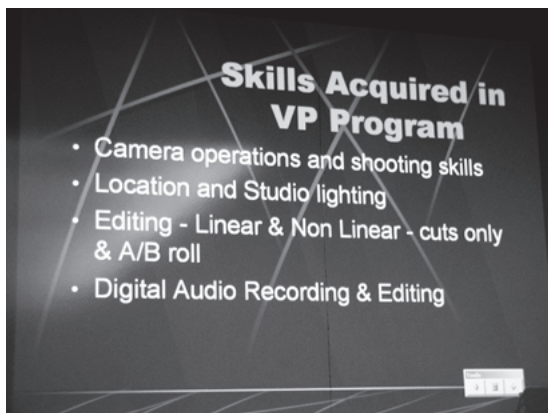 Skills Acquired in
VP Program
• Camera operations and shooting skills
• Location and Studio lighting
• Editing - Linear & Non Linear - cuts only
& A/B roll
• Digital Audio Recording & Editing